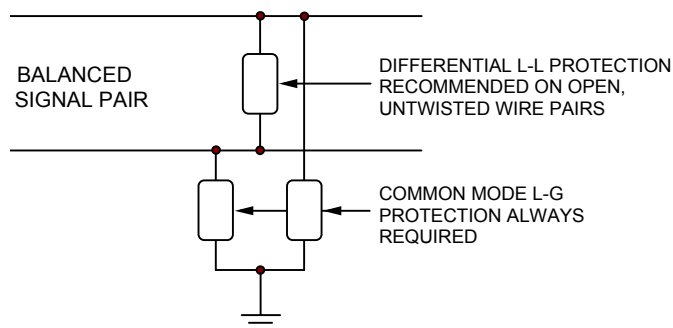 BALANCED
SIGNAL PAIR
DIFFERENTIAL L-L PROTECTION
RECOMMENDED ON OPEN,
UNTWISTED WIRE PAIRS
COMMON MODE L-G
PROTECTION ALWAYS
REQUIRED